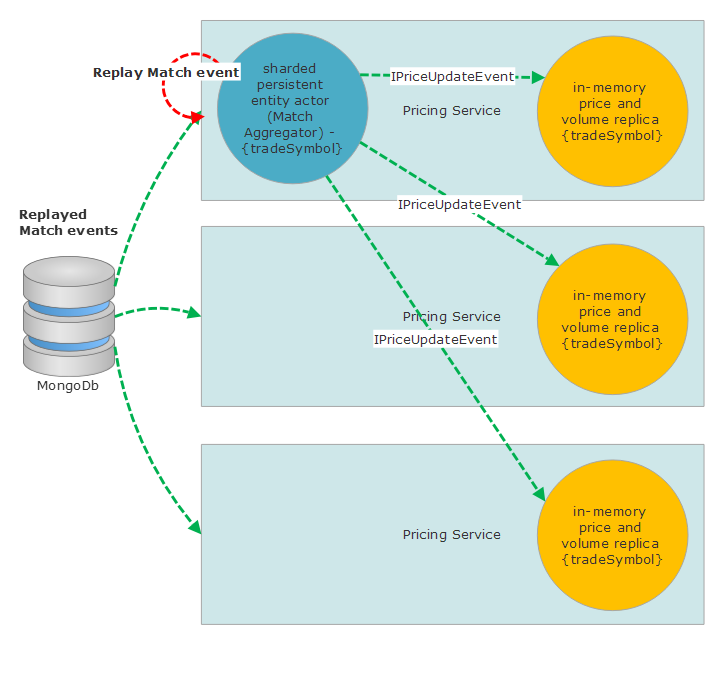 Replay Match event
sharded
persistent
entity actor
(Match
Aggregator) -
{tradeSymbol}
IPriceUpdateEvent
Pricing Service
in-memory
price and
volume replica
{tradeSymbol}
IPriceUpdateEvent
Replayed
Match events
MongoDb
Pricing Service
IPriceUpdateEvent
in-memory
price and
volume replica
{tradeSymbol}
Pricing Service
in-memory
price and
volume replica
{tradeSymbol}